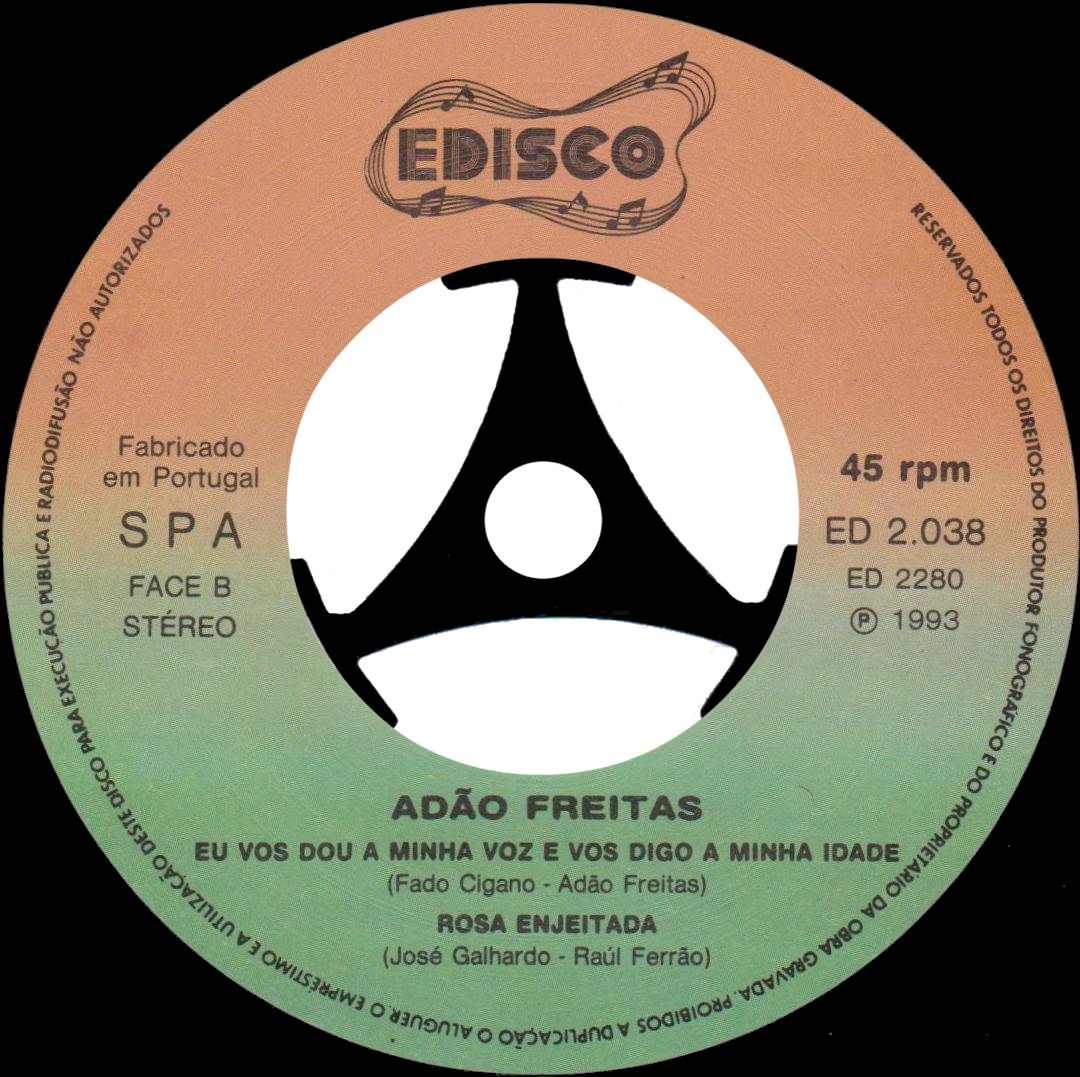 EDISCO
RESERVADOS TODOS OS DIREITOS DO PRODUTOR FONOGRÁFICO E DO PROPRIETÁRIO DA OBRA GRAVADA. PROIBIDOS A DUPLICAÇÃO O ALUGUER. O EMPRÉSTIMO E A UTILIZAÇÃO DESTE DISCO PARA EXECUÇÃO PÚBLICA E RADIODIFUSÃO NÃO AUTORIZADOS
Fabricado
em Portugal
SPA
FACE B
STÉREO
45 rpm
ED 2.038
ED 2280
℗ 1993
ADÃO FREITAS
EU VOS DOU A MINHA VOZ E VOS DIGO A MINHA IDADE
(Fado Cigano - Adão Freitas)
ROSA ENJEITADA
(José Galhardo - Raúl Ferrão)